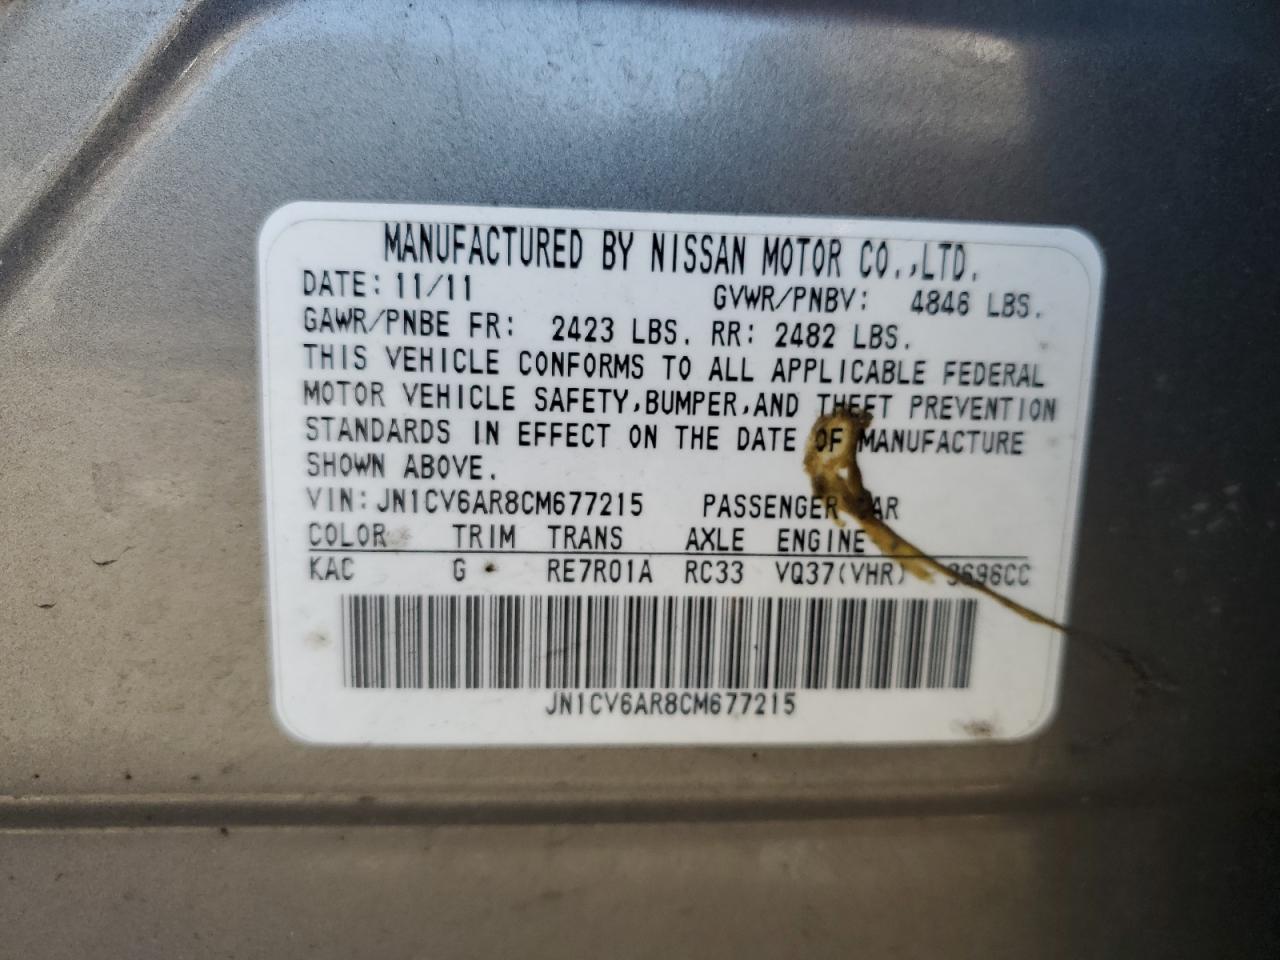 MANUFACTURED BY NISSAN MOTOR CO.,LTD.
DATE: 11/11 GVWR/PNBV: 4846 LBS.
GAWR/PNBE FR: 2423 LBS. RR: 2482 LBS.
THIS VEHICLE CONFORMS TO ALL APPLICABLE FEDERAL
MOTOR VEHICLE SAFETY,BUMPER,AND THEFT PREVENTION
STANDARDS IN EFFECT ON THE DATE OF MANUFACTURE
SHOWN ABOVE.
VIN:JN1CV6AR8CM677215 PASSENGER CAR
COLOR TRIM TRANS AXLE ENGINE
KAC G RE7R01A RC33 VQ37(VHR) 3696CC
JN1CV6AR8CM677215